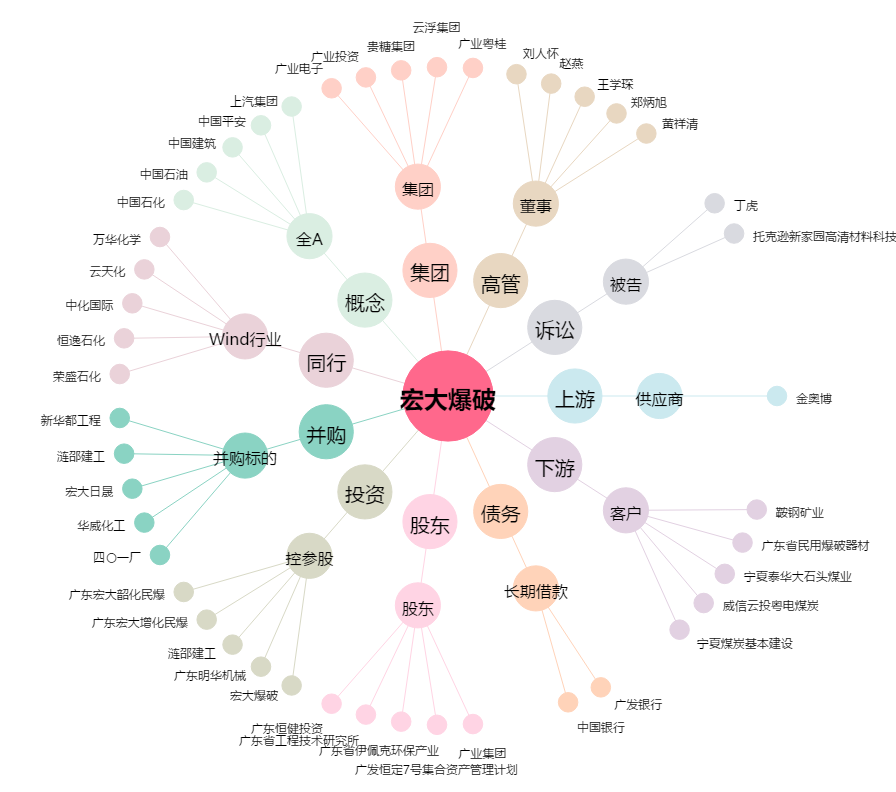 云浮集团
贵糖集团
广业粤桂
广业投资
广业电子
集团
集团
刘人怀
赵燕
王学琛
郑炳旭
黄祥清
董事
高管
丁虎
托克逊新家园高清材料科技
被告
诉讼
上汽集团
中国平安
中国建筑
中国石油
中国石化
全A
概念
万华化学
云天化
中化国际
恒逸石化
荣盛石化
Wind行业
同行
宏大爆破
上游
供应商
金奥博
新华都工程
涟邵建工
宏大日晟
华威化工
四〇一厂
并购标的
并购
下游
客户
鞍钢矿业
广东省民用爆破器材
宁夏泰华大石头煤业
威信云投粤电煤炭
宁夏煤炭基本建设
投资
控参股
广东宏大韶化民爆
广东宏大增化民爆
涟邵建工
广东明华机械
宏大爆破
股东
股东
广东恒健投资
广东省工程技术研究所
广东省伊佩克环保产业
广发恒定7号集合资产管理计划
广业集团
债务
长期借款
广发银行
中国银行